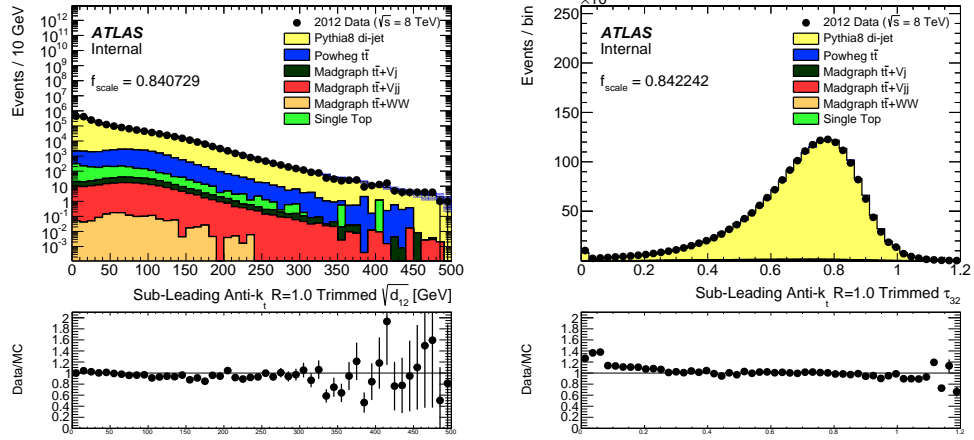 Events / 10 GeV
10^12
10^11
10^10
10^9
10^8
10^7
10^6
10^5
10^4
10^3
10^2
10
1
10^-1
10^-2
10^-3
ATLAS
Internal
f_scale = 0.840729
2012 Data (√s = 8 TeV)
Pythia8 di-jet
Powheg tt̄
Madgraph tt̄+Vj
Madgraph tt̄+Vjj
Madgraph tt̄+WW
Single Top
0 50 100 150 200 250 300 350 400 450 500
Sub-Leading Anti-k_t R=1.0 Trimmed √d_12 [GeV]
Data/MC
2
1.8
1.6
1.4
1.2
1
0.8
0.6
0.4
0.2
0
0 50 100 150 200 250 300 350 400 450 500
Events / bin
250
200
150
100
50
ATLAS
Internal
f_scale = 0.842242
2012 Data (√s = 8 TeV)
Pythia8 di-jet
Powheg tt̄
Madgraph tt̄+Vj
Madgraph tt̄+Vjj
Madgraph tt̄+WW
Single Top
0 0.2 0.4 0.6 0.8 1 1.2
Sub-Leading Anti-k_t R=1.0 Trimmed τ_32
Data/MC
2
1.8
1.6
1.4
1.2
1
0.8
0.6
0.4
0.2
0
0 0.2 0.4 0.6 0.8 1 1.2